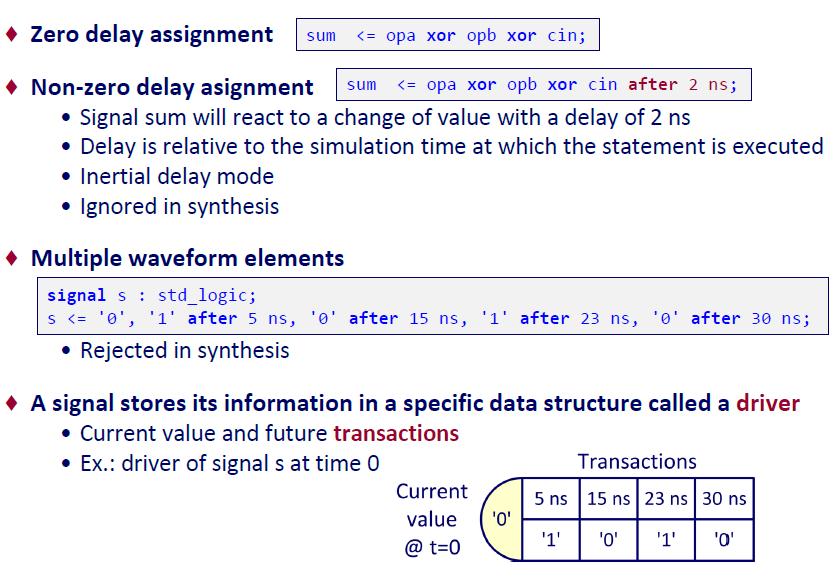 ♦ Zero delay assignment sum <= opa xor opb xor cin;
♦ Non-zero delay asignment sum <= opa xor opb xor cin after 2 ns;
• Signal sum will react to a change of value with a delay of 2 ns
• Delay is relative to the simulation time at which the statement is executed
• Inertial delay mode
• Ignored in synthesis
♦ Multiple waveform elements
signal s : std_logic;
s <= '0', '1' after 5 ns, '0' after 15 ns, '1' after 23 ns, '0' after 30 ns;
• Rejected in synthesis
♦ A signal stores its information in a specific data structure called a driver
• Current value and future transactions
• Ex.: driver of signal s at time 0
Transactions
Current
value
@ t=0
'0'
5 ns 15 ns 23 ns 30 ns
'1' '0' '1' '0'